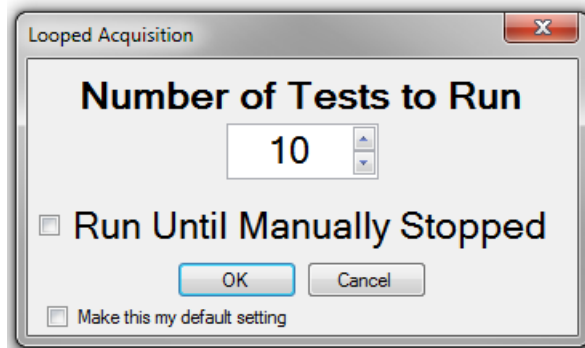 Looped Acquisition
Number of Tests to Run
10
Run Until Manually Stopped
OK Cancel
Make this my default setting